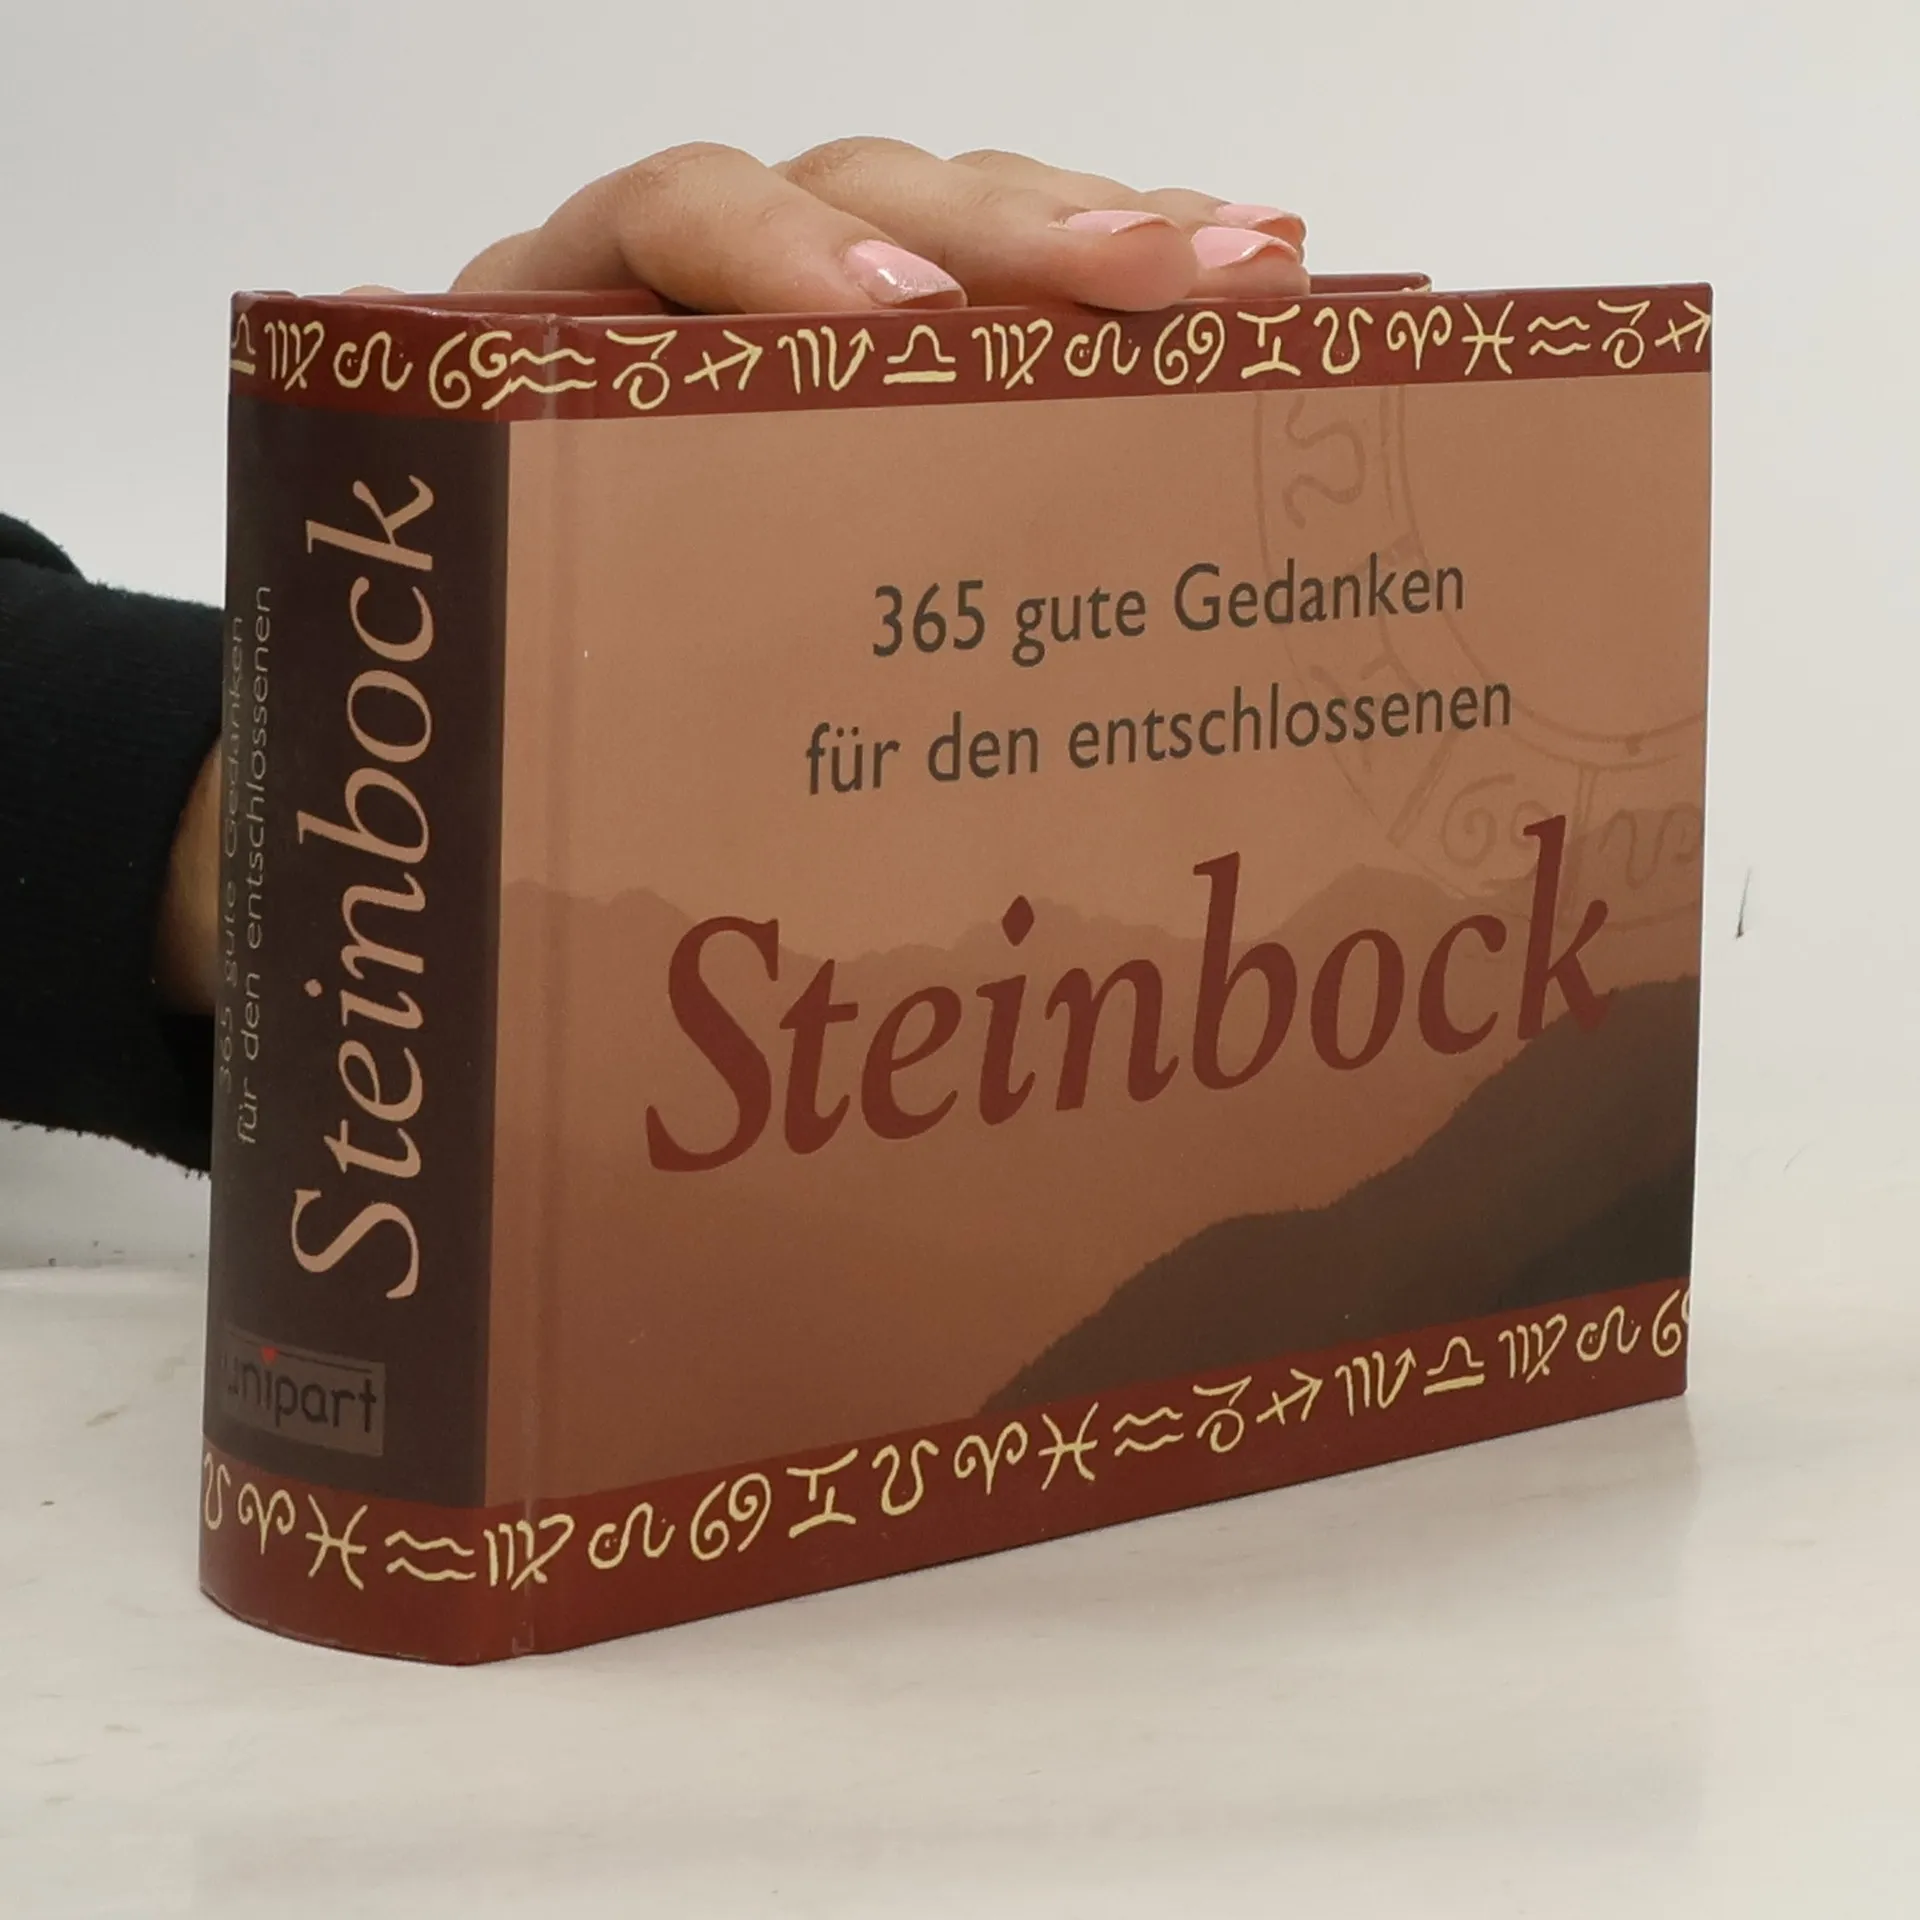 365 gute Gedanken
für den entschlossenen
Steinbock
365 gute Gedanken
für den entschlossenen
Steinbock
unipart